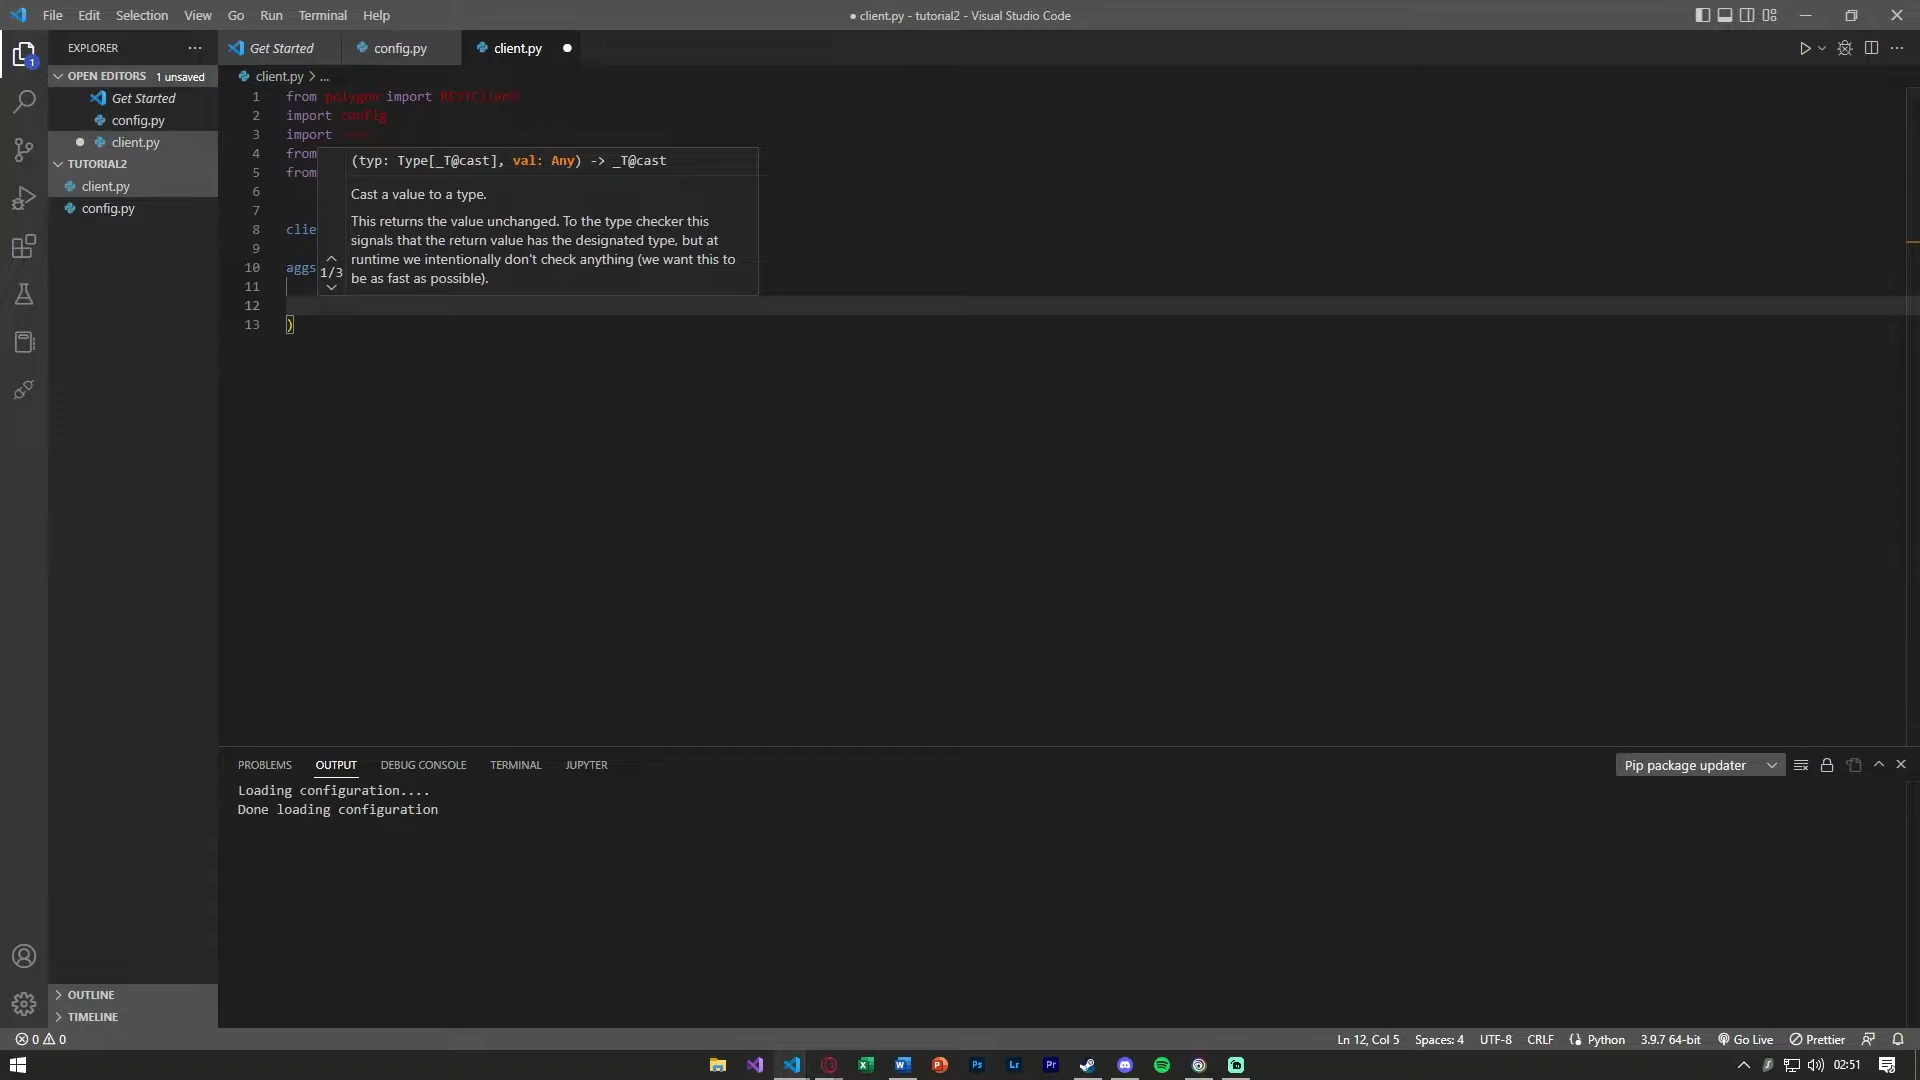 File Edit Selection View Go Run Terminal Help
● client.py - tutorial2 - Visual Studio Code
EXPLORER
Get Started
config.py
client.py
OPEN EDITORS 1 unsaved
Get Started
config.py
client.py
TUTORIAL2
client.py
config.py
OUTLINE
TIMELINE
client.py > ...
1 from polygon import RESTClient
2 import config
3 import
4 from
5 from
6
7
8 clie
9
10 aggs
11
12
13 )
(typ: Type[_T@cast], val: Any) -> _T@cast
Cast a value to a type.
This returns the value unchanged. To the type checker this
signals that the return value has the designated type, but at
runtime we intentionally don't check anything (we want this to
be as fast as possible).
1/3
PROBLEMS OUTPUT DEBUG CONSOLE TERMINAL JUPYTER
Pip package updater
Loading configuration....
Done loading configuration
0 0
Ln 12, Col 5 Spaces: 4 UTF-8 CRLF Python 3.9.7 64-bit Go Live Prettier
02:51